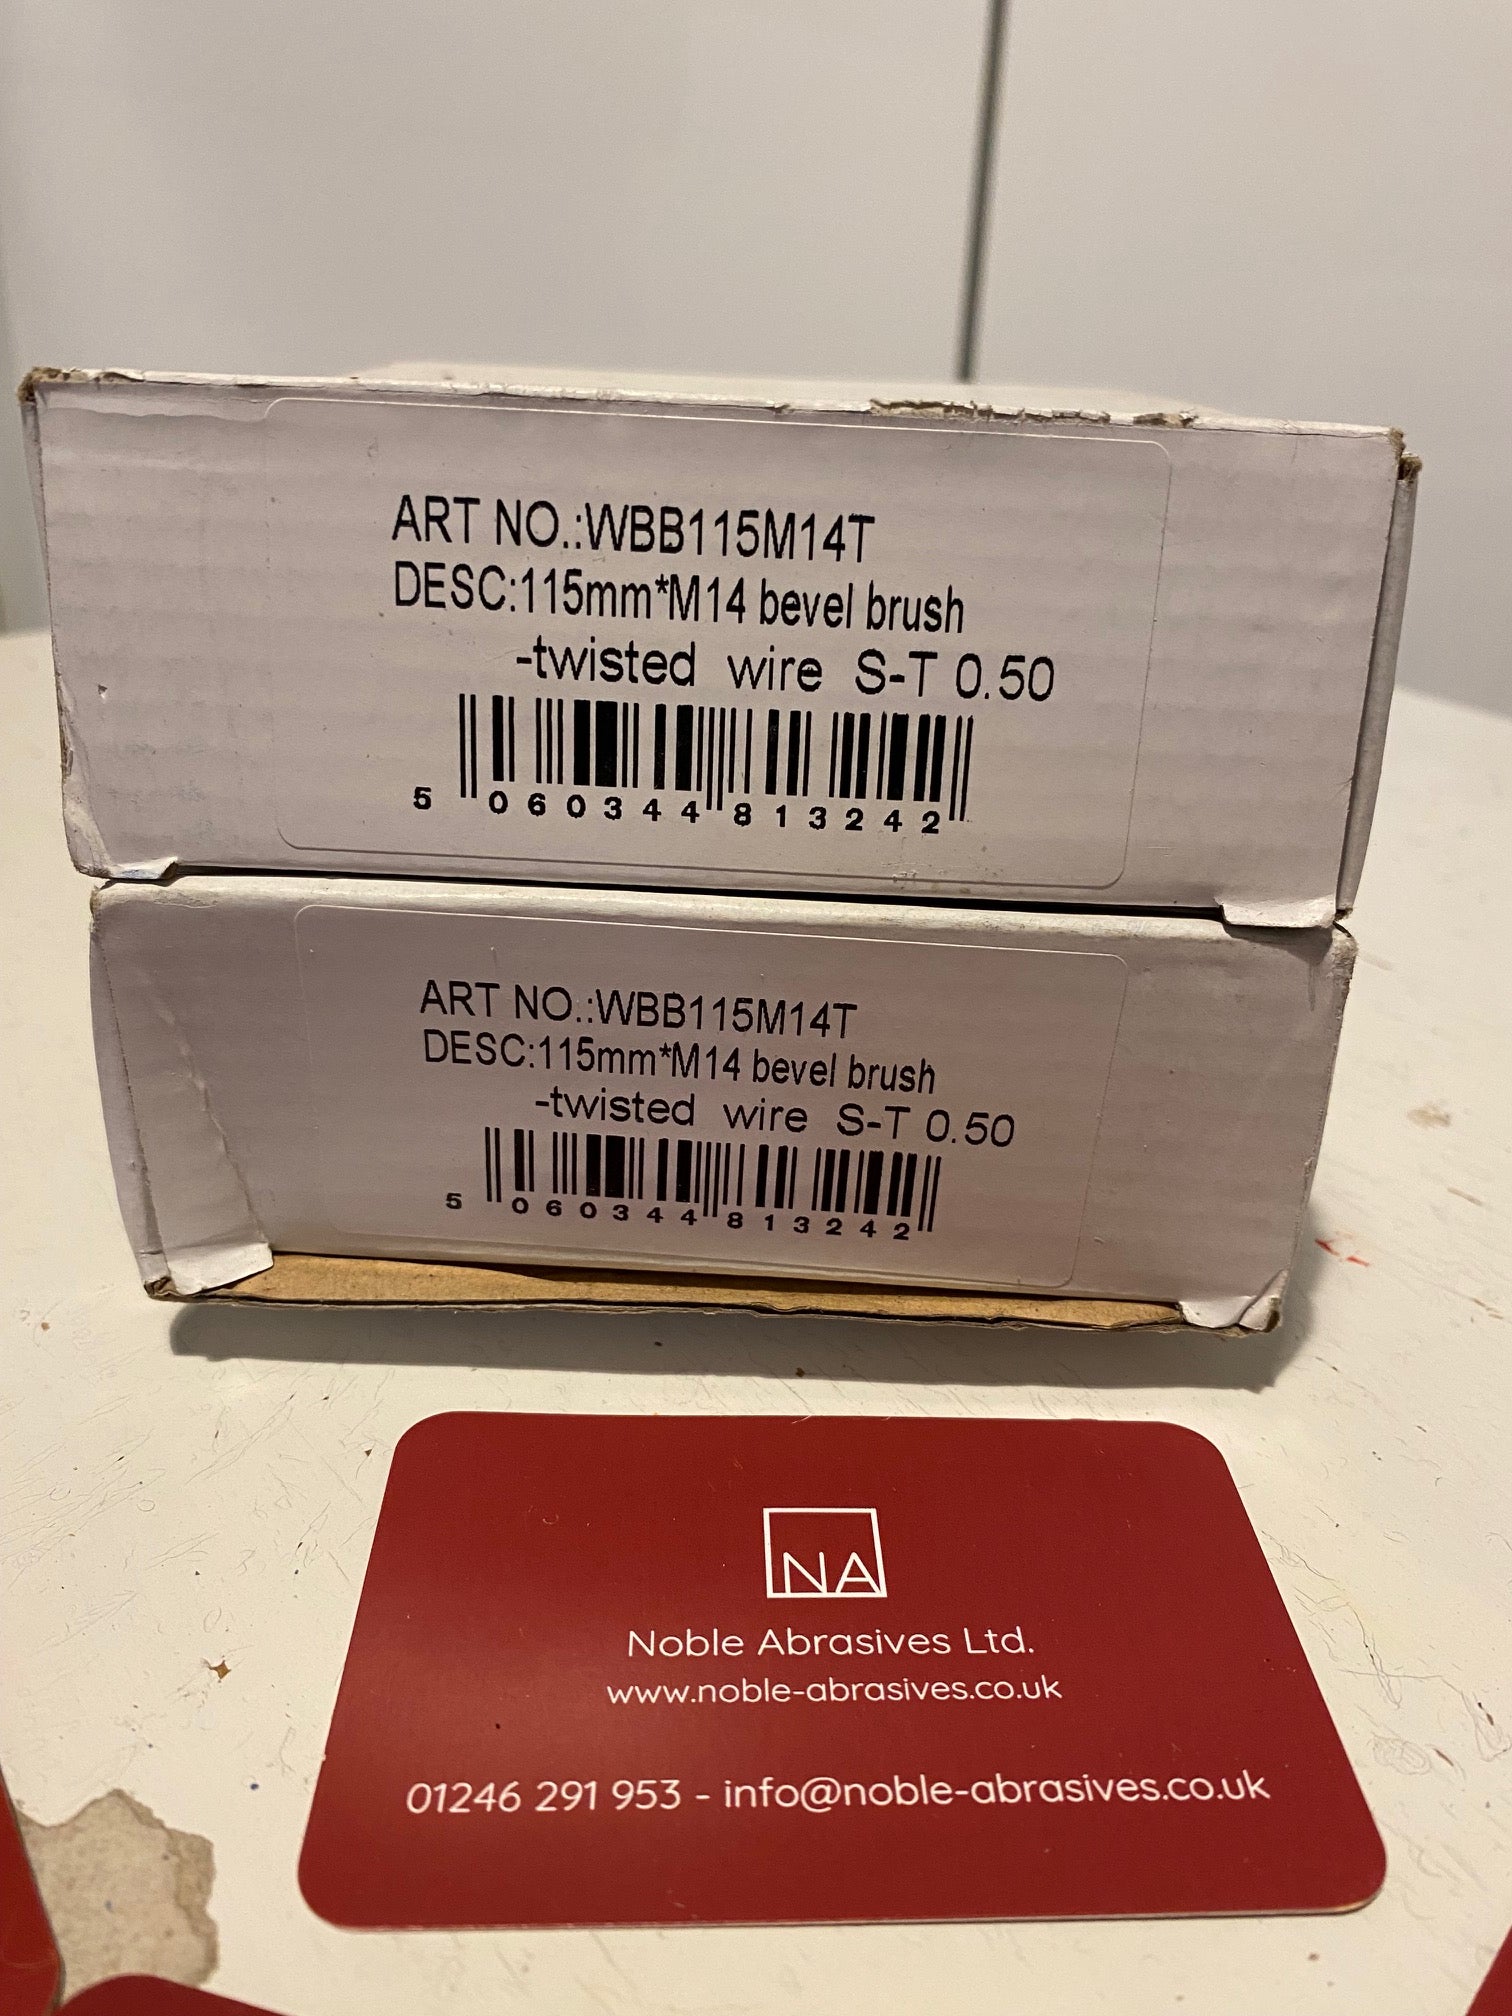 ART NO.:WBB115M14T
DESC:115mm*M14 bevel brush
-twisted wire S-T 0.50
5 060344 813242
ART NO.:WBB115M14T
DESC:115mm*M14 bevel brush
-twisted wire S-T 0.50
5 060344 813242
NA
Noble Abrasives Ltd.
www.noble-abrasives.co.uk
01246 291 953 - info@noble-abrasives.co.uk